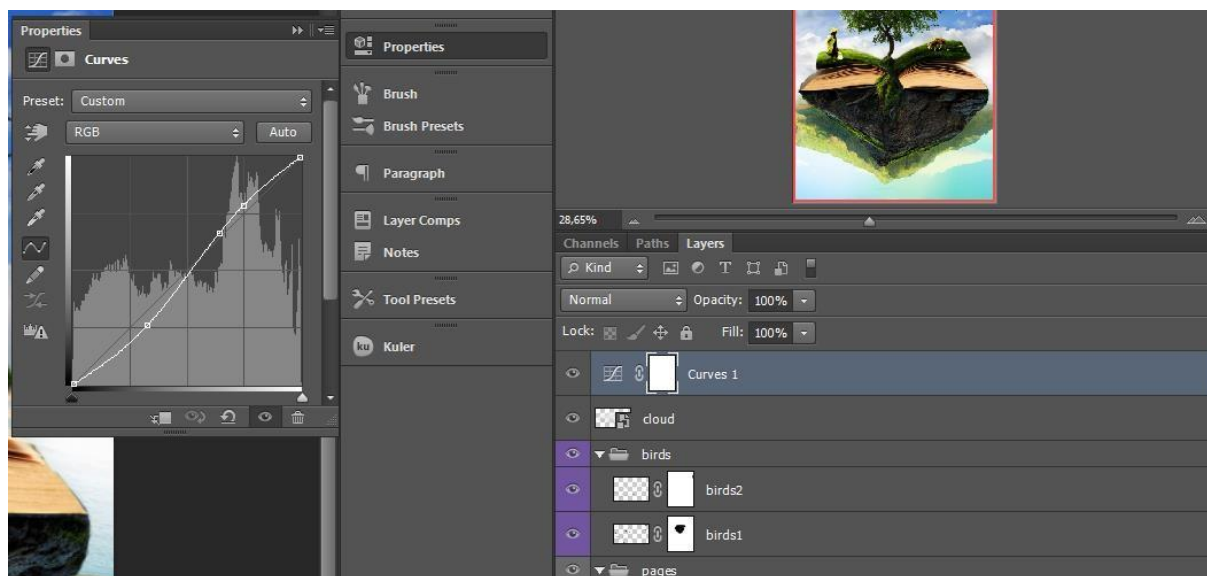 Properties
Curves
Preset: Custom
RGB
Auto
Properties
Brush
Brush Presets
Paragraph
Layer Comps
Notes
Tool Presets
ku Kuler
28,65%
Channels Paths Layers
Kind
T
Normal Opacity: 100%
Lock: Fill: 100%
Curves 1
cloud
birds
birds2
birds1
pages